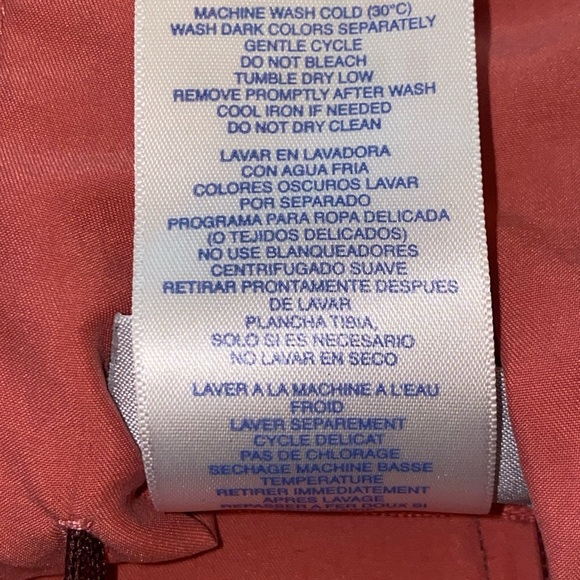 MACHINE WASH COLD (30°C)
WASH DARK COLORS SEPARATELY
GENTLE CYCLE
DO NOT BLEACH
TUMBLE DRY LOW
REMOVE PROMPTLY AFTER WASH
COOL IRON IF NEEDED
DO NOT DRY CLEAN
LAVAR EN LAVADORA
CON AGUA FRIA
COLORES OSCUROS LAVAR
POR SEPARADO
PROGRAMA PARA ROPA DELICADA
(O TEJIDOS DELICADOS)
NO USE BLANQUEADORES
CENTRIFUGADO SUAVE
RETIRAR PRONTAMENTE DESPUES
DE LAVAR
PLANCHA TIBIA,
SOLO SI ES NECESARIO
NO LAVAR EN SECO
LAVER A LA MACHINE A L'EAU
FROID
LAVER SEPAREMENT
CYCLE DELICAT
PAS DE CHLORAGE
SECHAGE MACHINE BASSE
TEMPERATURE
RETIRER IMMEDIATEMENT
APRES LAVAGE
REPASSER A FER DOUX SI